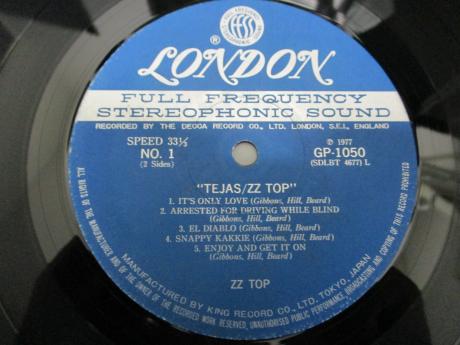 FULL FREQUENCY STEREOPHONIC SOUND
®
LONDON
FULL FREQUENCY
STEREOPHONIC SOUND
RECORDED BY THE DECCA RECORD CO., LTD., LONDON, S.E.1, ENGLAND
SPEED 33⅓
NO. 1
(2 Sides)
℗ 1977
GP-1050
(SDLBT 4677) L
"TEJAS/ZZ TOP"
1. IT'S ONLY LOVE (Gibbons, Hill, Beard)
2. ARRESTED FOR DRIVING WHILE BLIND
(Gibbons, Hill, Beard)
3. EL DIABLO (Gibbons, Hill, Beard)
4. SNAPPY KAKKIE (Gibbons, Hill, Beard)
5. ENJOY AND GET IT ON
(Gibbons, Hill, Beard)
ZZ TOP
MANUFACTURED BY KING RECORD CO., LTD. TOKYO, JAPAN
ALL RIGHTS OF THE MANUFACTURER AND OF THE OWNER OF THE RECORDED WORK RESERVED, UNAUTHORISED PUBLIC PERFORMANCE, BROADCASTING AND COPYING OF THIS RECORD PROHIBITED